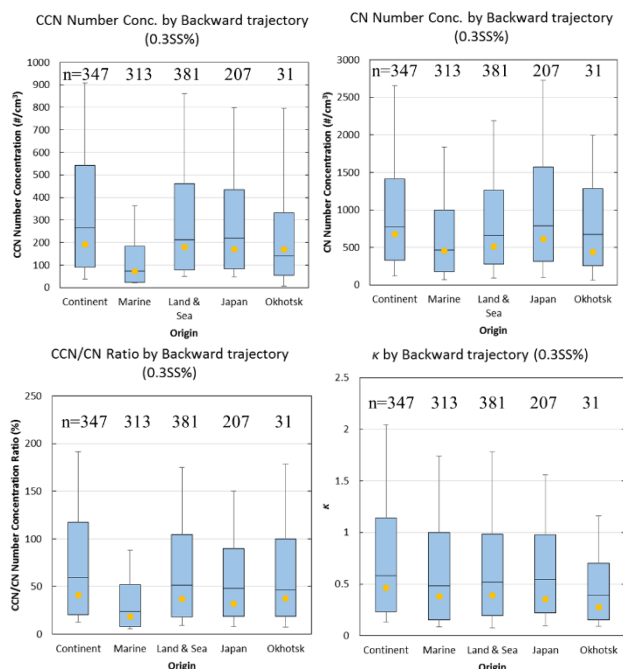 CCN Number Conc. by Backward trajectory
(0.3SS%)
CCN Number Concentration (#/cm³)
1000
900
800
700
600
500
400
300
200
100
0
n=347 313 381 207 31
Continent Marine Land & Sea Japan Okhotsk
Origin
CN Number Conc. by Backward trajectory
(0.3SS%)
CN Number Concentration (#/cm³)
3000
2500
2000
1500
1000
500
0
n=347 313 381 207 31
Continent Marine Land & Sea Japan Okhotsk
Origin
CCN/CN Ratio by Backward trajectory
(0.3SS%)
CCN/CN Number Concentration Ratio (%)
250
200
150
100
50
0
n=347 313 381 207 31
Continent Marine Land & Sea Japan Okhotsk
Origin
κ by Backward trajectory (0.3SS%)
κ
2.5
2
1.5
1
0.5
0
n=347 313 381 207 31
Continent Marine Land & Sea Japan Okhotsk
Origin